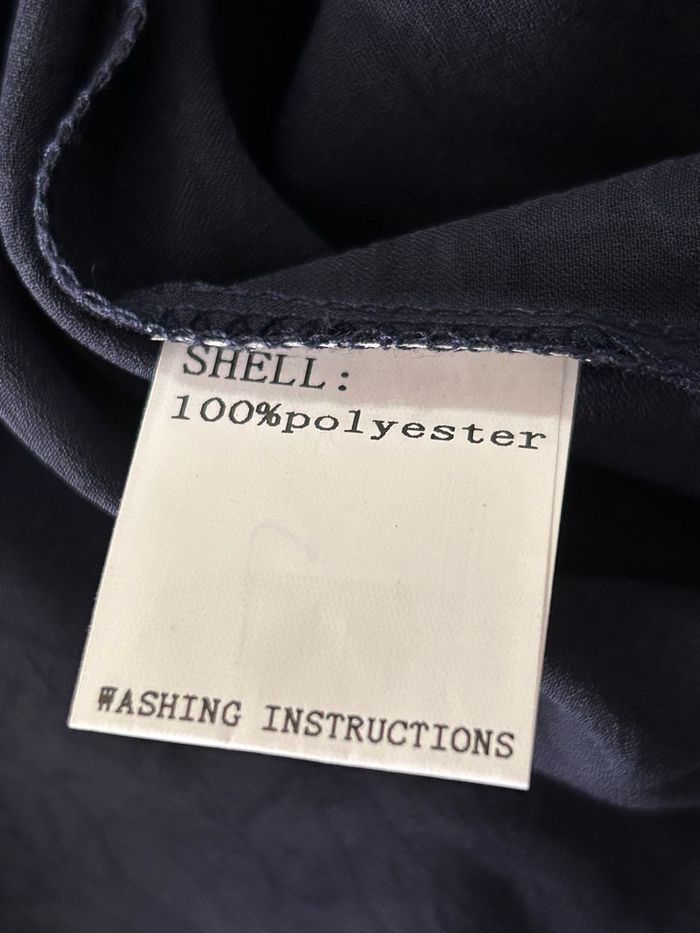 SHELL:
100%polyester
WASHING INSTRUCTIONS